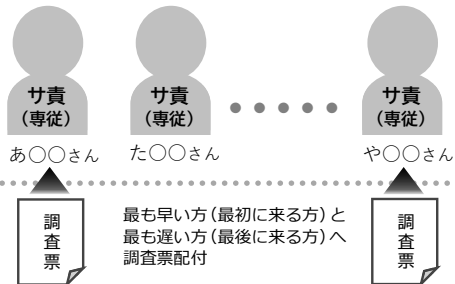 サ責
(専従)
サ責
(専従)
サ責
(専従)
あ○○さん
た○○さん
や○○さん
調査票
最も早い方(最初に来る方)と
最も遅い方(最後に来る方)へ
調査票配付
調査票